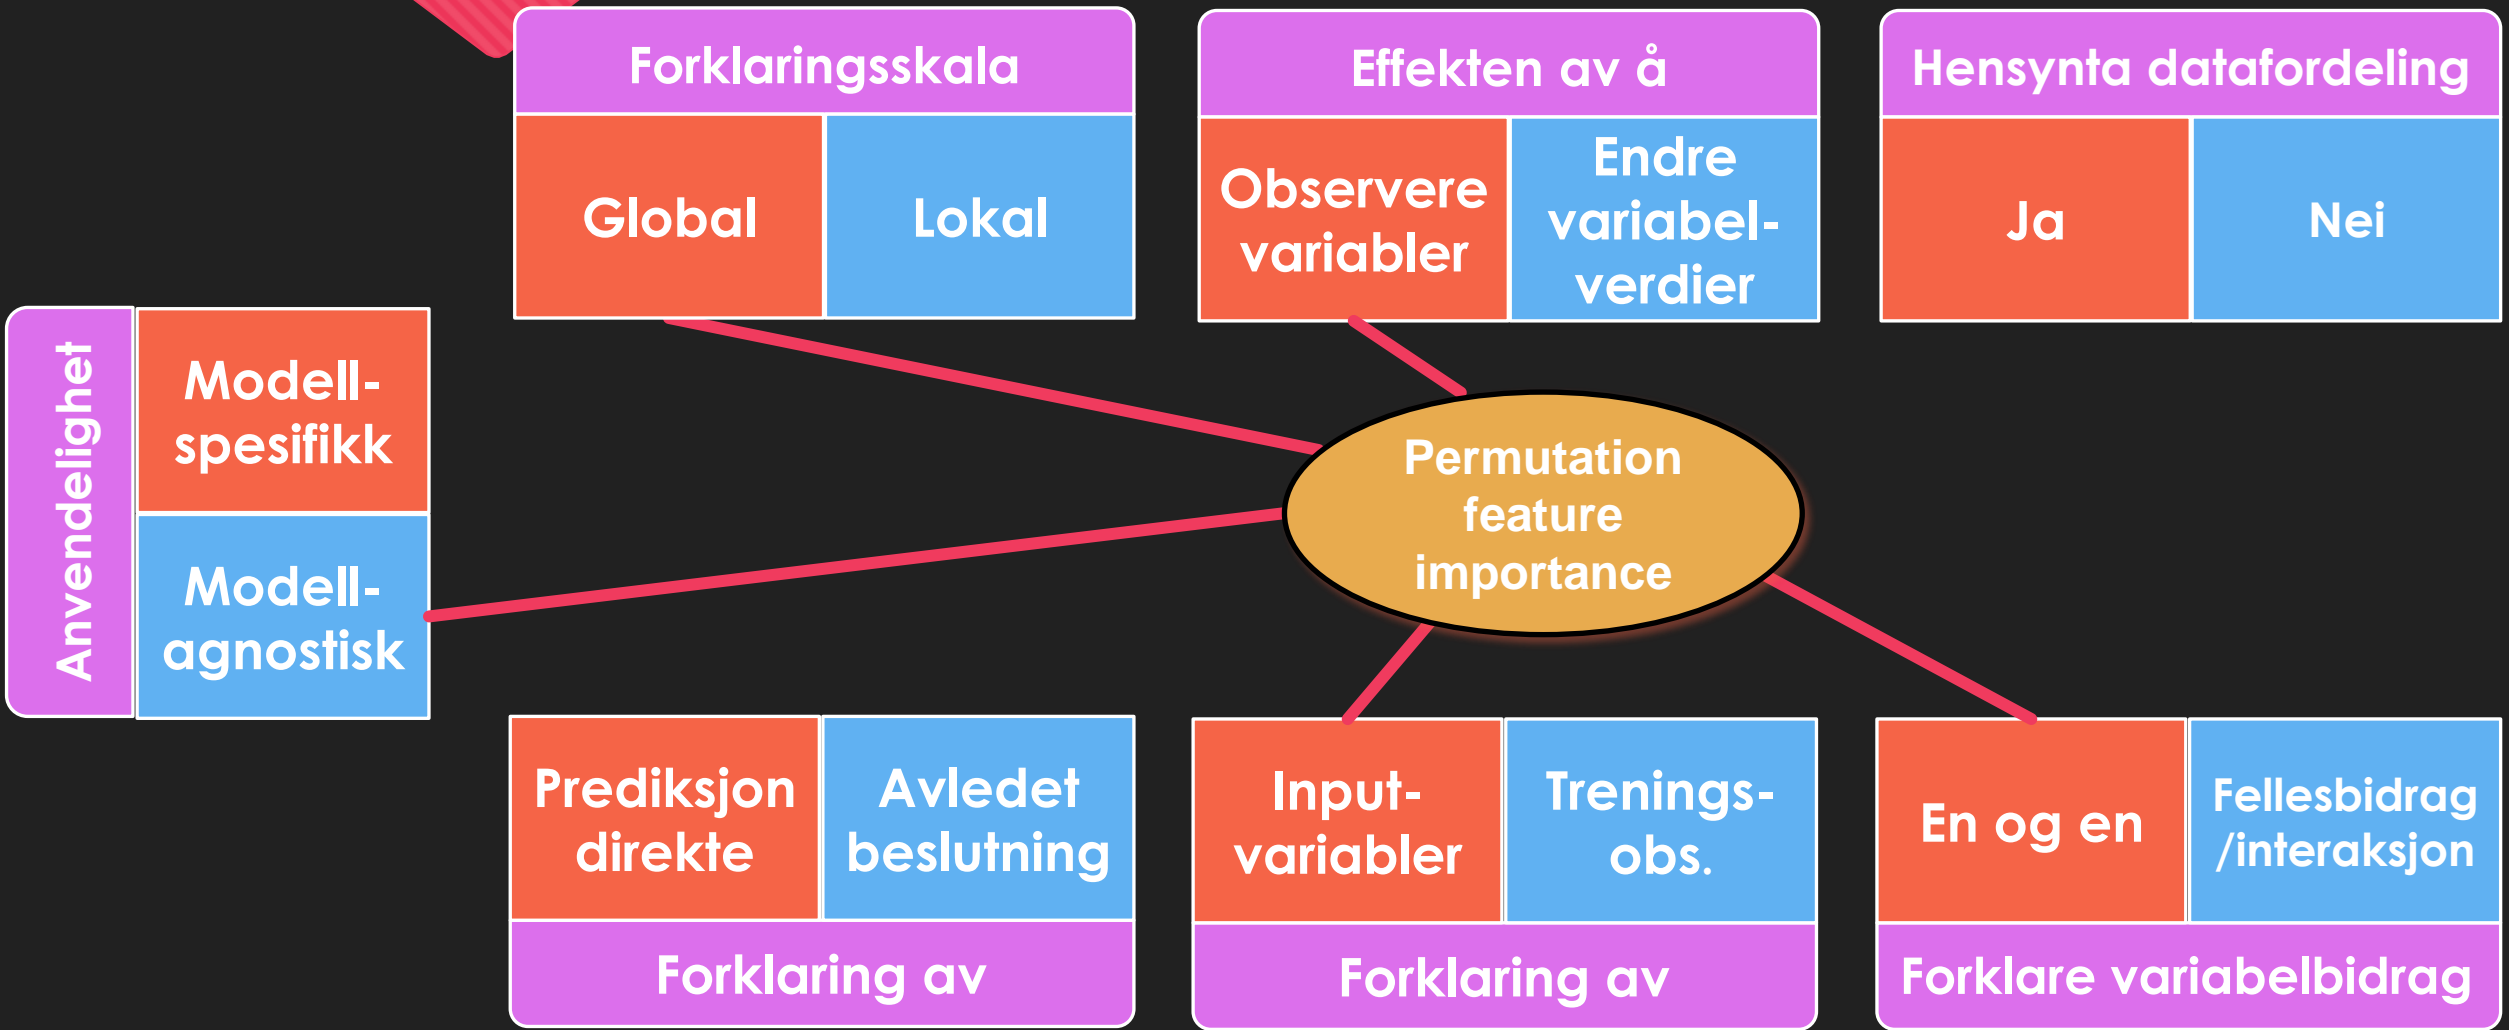 Forklaringsskala
Global
Lokal
Effekten av å
Observere
variabler
Endre
variabel-
verdier
Hensynta datafordeling
Ja
Nei
Anvendelighet
Modell-
spesifikk
Modell-
agnostisk
Permutation
feature
importance
Prediksjon
direkte
Avledet
beslutning
Forklaring av
Input-
variabler
Trenings-
obs.
Forklaring av
En og en
Fellesbidrag
/interaksjon
Forklare variabelbidrag